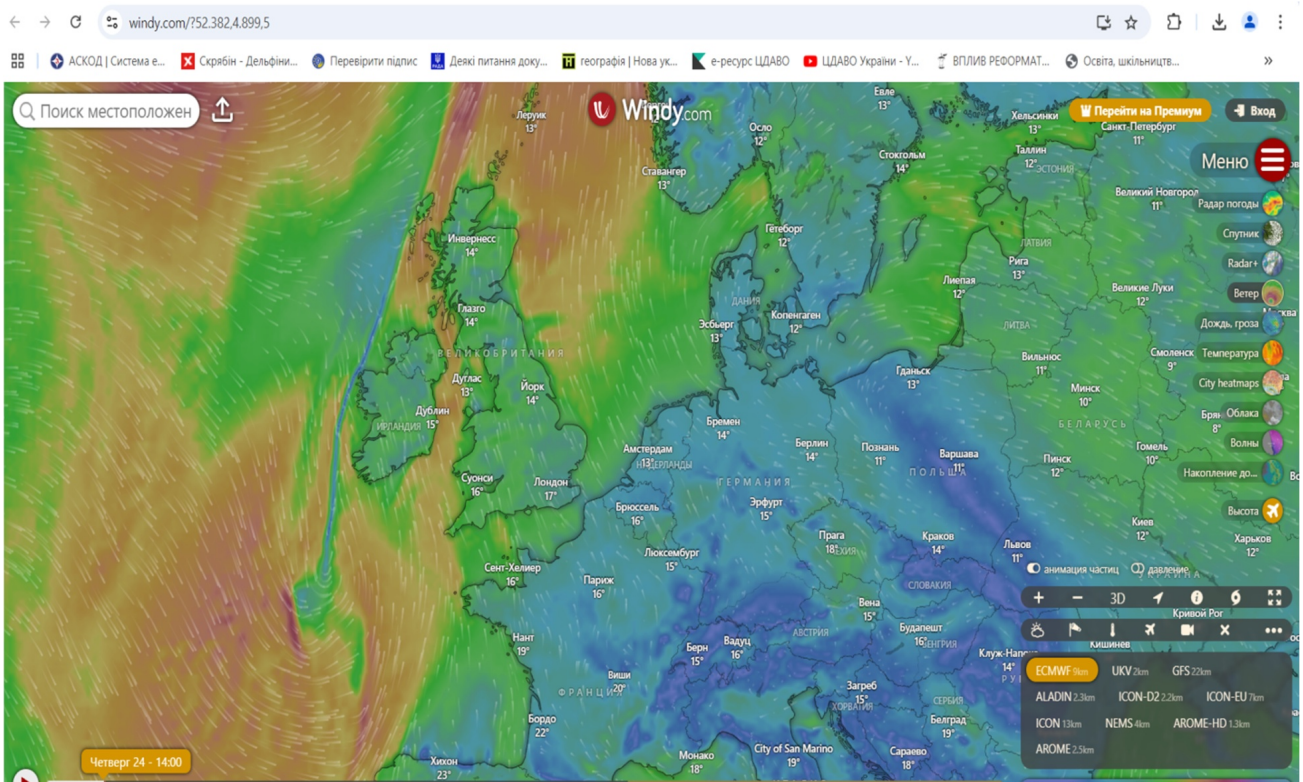 windy.com/?52.382,4.899,5
АСКОД | Система е...
Скрябін - Дельфіни...
Перевірити підпис
Деякі питання доку...
географія | Нова ук...
е-ресурс ЦДАВО
ЦДАВО України - Y...
ВПЛИВ РЕФОРМАТ...
Освіта, шкільництв...
Поиск местоположен
Windy.com
Перейти на Премиум
Вход
Меню
Леруик
13°
Евле
13°
Осло
12°
Хельсинки
13°
Санкт-Петербург
11°
Ставангер
13°
Стокгольм
14°
Таллин
12°
ЭСТОНИЯ
Великий Новгород
11°
Радар погоды
Инвернесс
14°
Гётеборг
12°
ЛАТВИЯ
Спутник
Рига
13°
Radar+
Лиепая
12°
Великие Луки
12°
Ветер
Глазго
14°
ДАНИЯ
Эсбьерг
13°
Копенгаген
12°
ЛИТВА
Дождь, гроза
ВЕЛИКОБРИТАНИЯ
Вильнюс
11°
Смоленск
9°
Температура
Дуглас
13°
Йорк
14°
Гданьск
13°
Минск
10°
City heatmaps
Дублин
15°
ИРЛАНДИЯ
Бремен
14°
БЕЛАРУСЬ
Брян
8°
Облака
Амстердам
13°
НИДЕРЛАНДЫ
Берлин
14°
Познань
11°
Варшава
11°
ПОЛЬША
Пинск
12°
Гомель
10°
Волны
Суонси
16°
Лондон
17°
ГЕРМАНИЯ
Накопление до...
Брюссель
16°
Эрфурт
15°
Высота
Киев
12°
Харьков
12°
Прага
18°
ЧЕХИЯ
Краков
14°
Львов
11°
Люксембург
15°
Сент-Хелиер
16°
Париж
16°
СЛОВАКИЯ
анимация частиц
давление
УКРАИНА
Вена
15°
3D
Кривой Рог
Нант
19°
Берн
15°
Вадуц
16°
АВСТРИЯ
Будапешт
16°
ВЕНГРИЯ
Кишинев
Клуж-Напока
14°
Виши
20°
ФРАНЦИЯ
Загреб
15°
ХОРВАТИЯ
СЕРБИЯ
Белград
19°
Бордо
22°
Монако
18°
City of San Marino
19°
Сараево
18°
Хихон
23°
ECMWF 9km
UKV 2km
GFS 22km
ALADIN 2.3km
ICON-D2 2.2km
ICON-EU 7km
ICON 13km
NEMS 4km
AROME-HD 1.3km
AROME 2.5km
Четверг 24 - 14:00